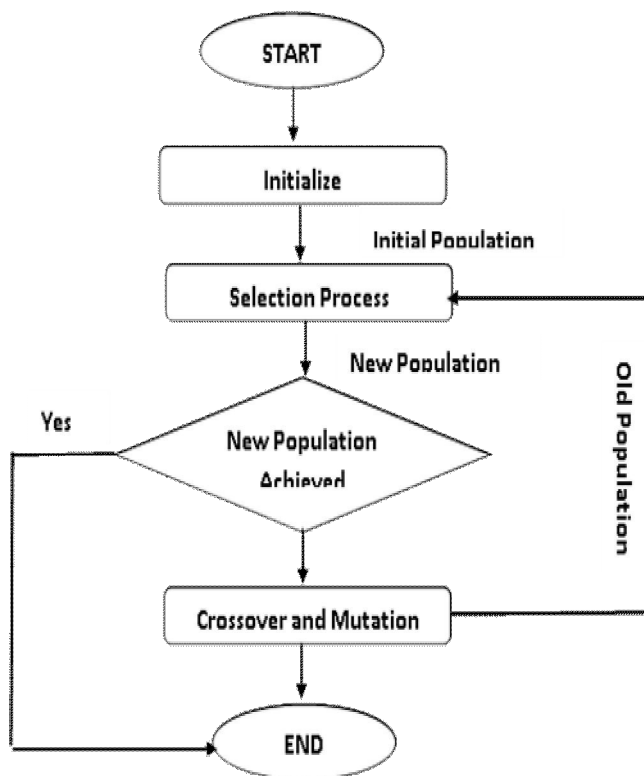 START
Initialize
Initial Population
Selection Process
New Population
Yes
New Population
Achieved
Old Population
Crossover and Mutation
END